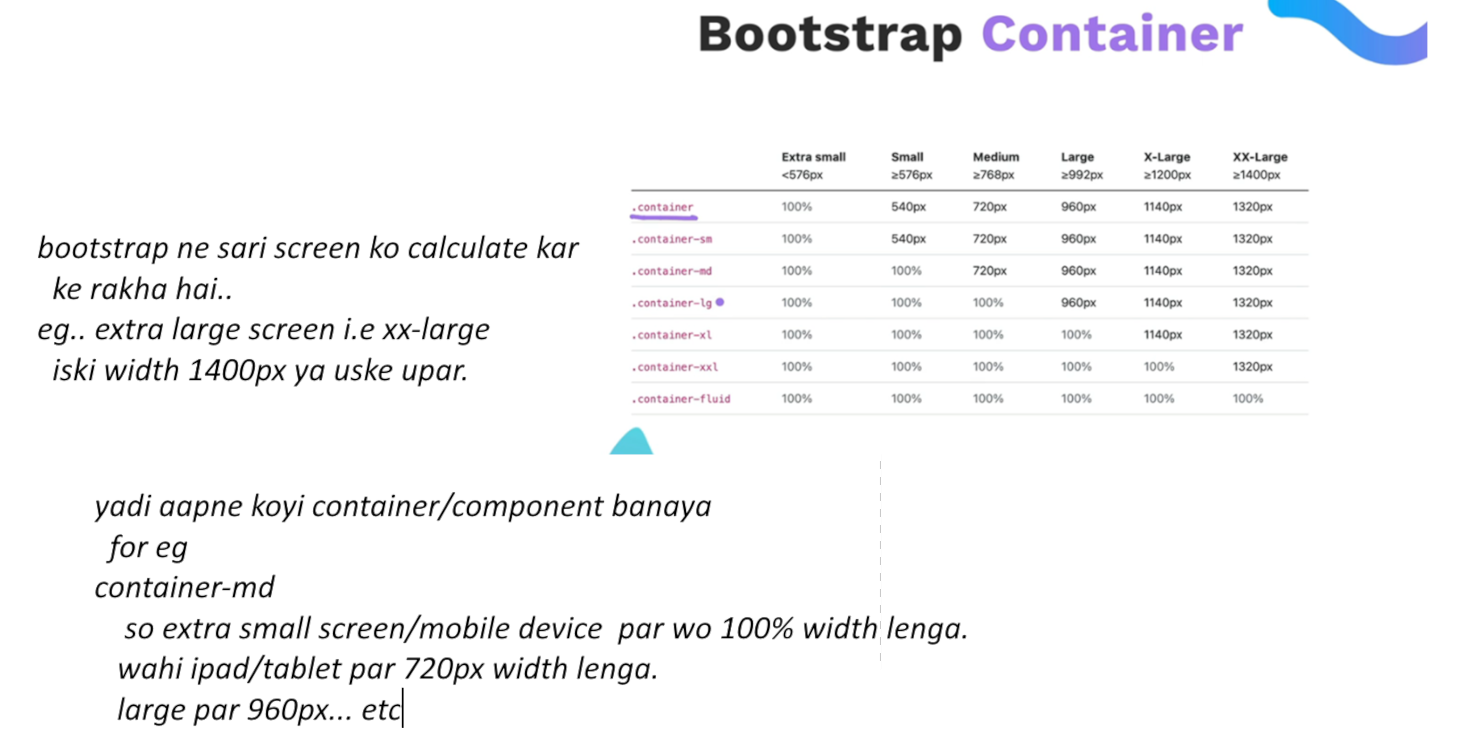 Bootstrap Container
Extra small Small Medium Large X-Large XX-Large
<576px ≥576px ≥768px ≥992px ≥1200px ≥1400px
.container 100% 540px 720px 960px 1140px 1320px
.container-sm 100% 540px 720px 960px 1140px 1320px
.container-md 100% 100% 720px 960px 1140px 1320px
.container-lg 100% 100% 100% 960px 1140px 1320px
.container-xl 100% 100% 100% 100% 1140px 1320px
.container-xxl 100% 100% 100% 100% 100% 1320px
.container-fluid 100% 100% 100% 100% 100% 100%
bootstrap ne sari screen ko calculate kar
ke rakha hai..
eg.. extra large screen i.e xx-large
iski width 1400px ya uske upar.
yadi aapne koyi container/component banaya
for eg
container-md
so extra small screen/mobile device par wo 100% width lenga.
wahi ipad/tablet par 720px width lenga.
large par 960px... etc